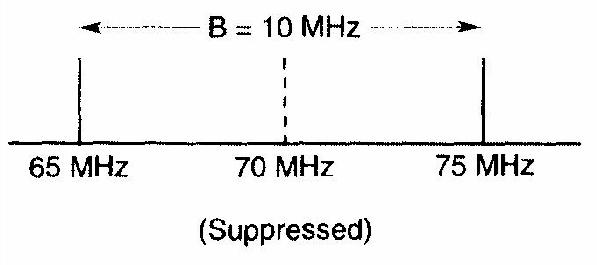 B = 10 MHz
65 MHz 70 MHz 75 MHz
(Suppressed)